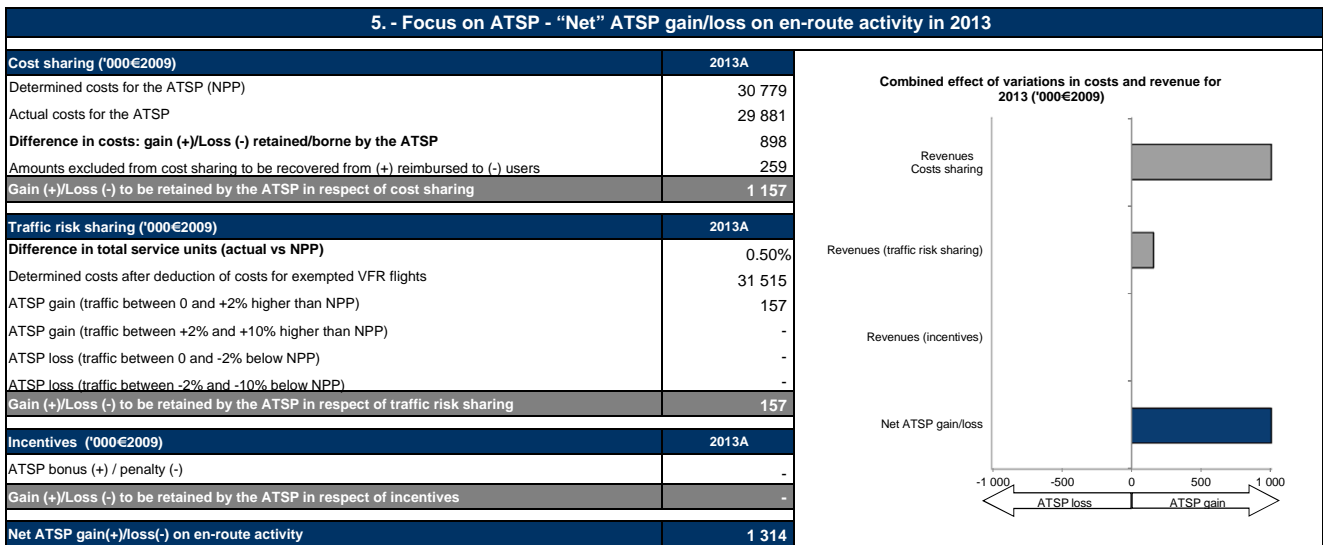 5. - Focus on ATSP - “Net” ATSP gain/loss on en-route activity in 2013
Cost sharing ('000€2009) 2013A
Determined costs for the ATSP (NPP) 30 779
Actual costs for the ATSP 29 881
Difference in costs: gain (+)/Loss (-) retained/borne by the ATSP 898
Amounts excluded from cost sharing to be recovered from (+) reimbursed to (-) users 259
Gain (+)/Loss (-) to be retained by the ATSP in respect of cost sharing 1 157
Traffic risk sharing ('000€2009) 2013A
Difference in total service units (actual vs NPP) 0.50%
Determined costs after deduction of costs for exempted VFR flights 31 515
ATSP gain (traffic between 0 and +2% higher than NPP) 157
ATSP gain (traffic between +2% and +10% higher than NPP) -
ATSP loss (traffic between 0 and -2% below NPP) -
ATSP loss (traffic between -2% and -10% below NPP) -
Gain (+)/Loss (-) to be retained by the ATSP in respect of traffic risk sharing 157
Incentives ('000€2009) 2013A
ATSP bonus (+) / penalty (-) -
Gain (+)/Loss (-) to be retained by the ATSP in respect of incentives -
Net ATSP gain(+)/loss(-) on en-route activity 1 314
Combined effect of variations in costs and revenue for
2013 ('000€2009)
Revenues
Costs sharing
Revenues (traffic risk sharing)
Revenues (incentives)
Net ATSP gain/loss
-1 000 -500 0 500 1 000
ATSP loss ATSP gain